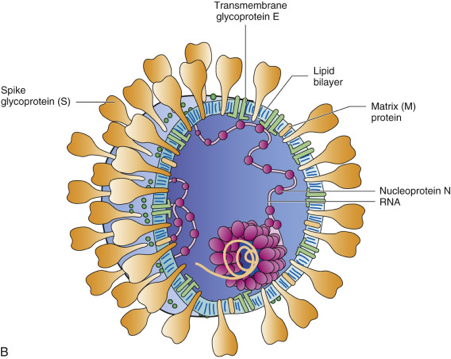 Transmembrane
glycoprotein E
Lipid
bilayer
Spike
glycoprotein (S)
Matrix (M)
protein
Nucleoprotein N
RNA
B